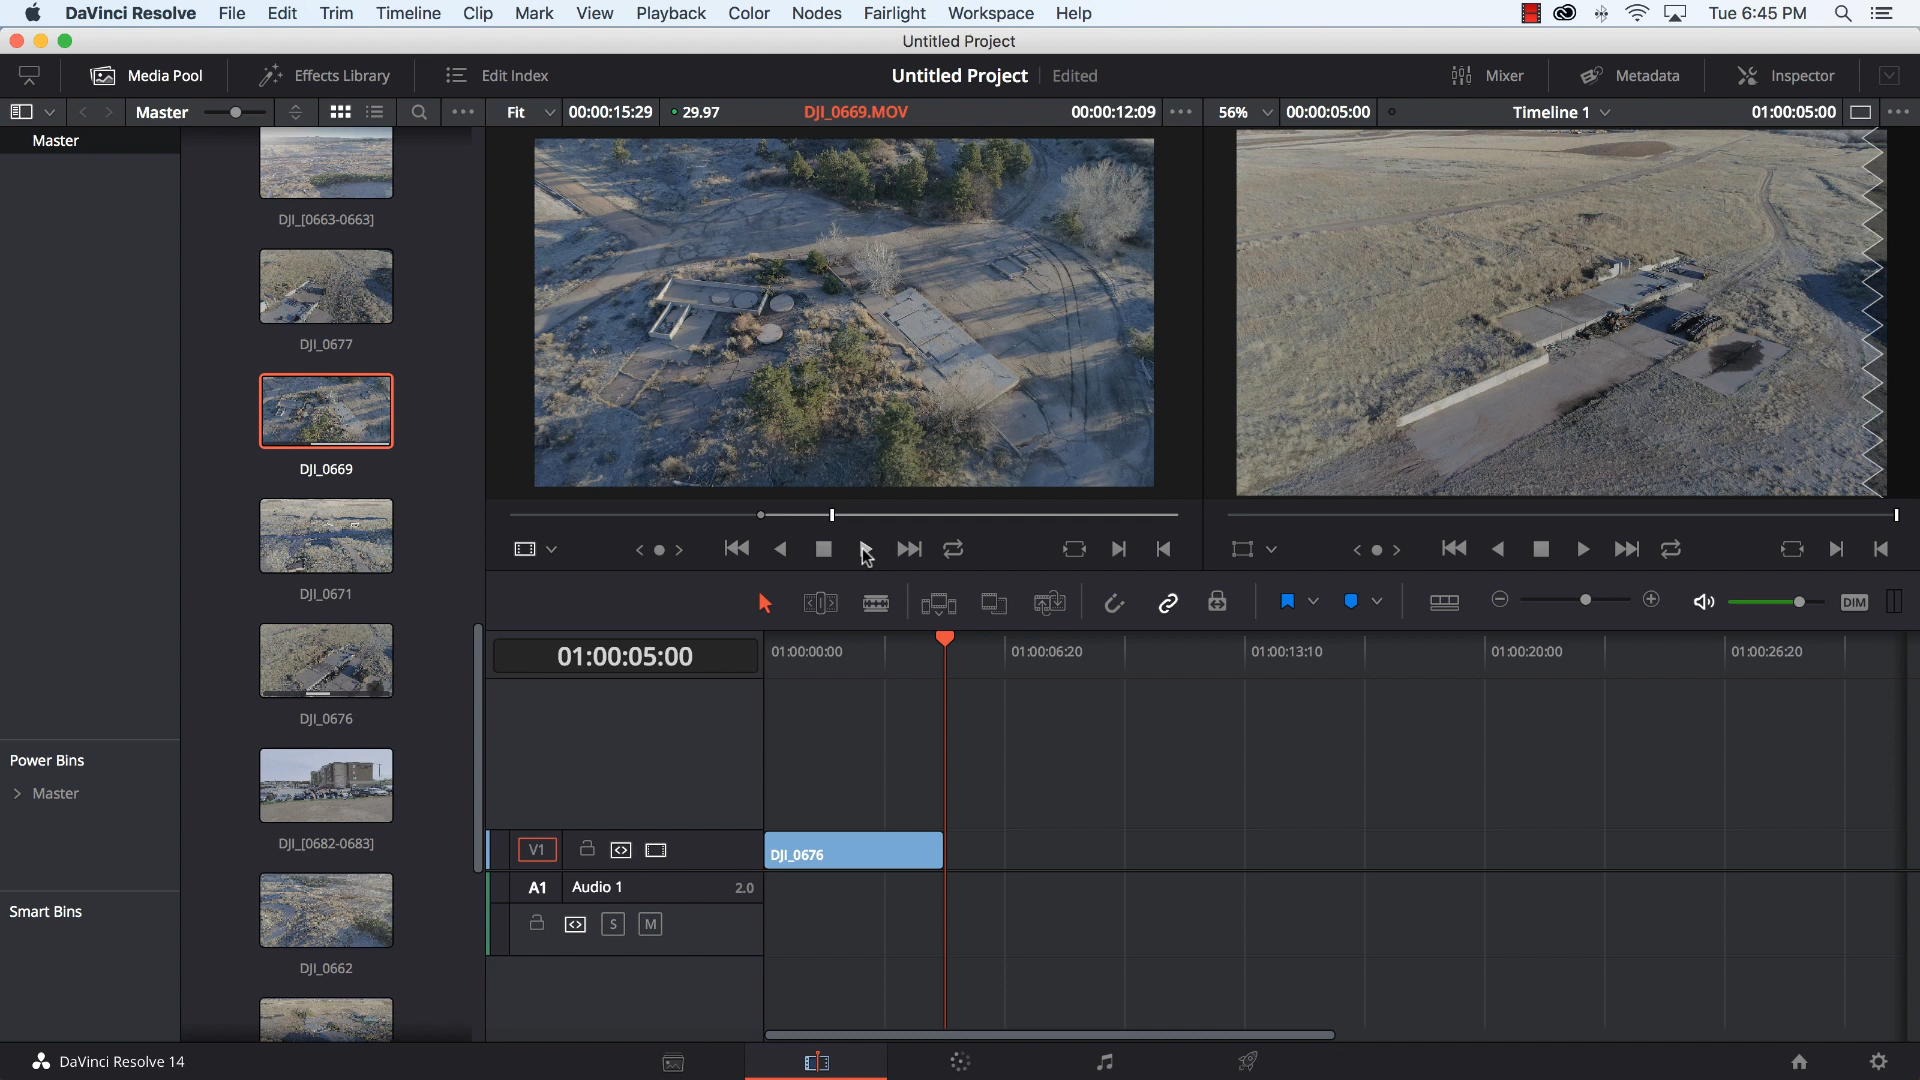 DaVinci Resolve File Edit Trim Timeline Clip Mark View Playback Color Nodes Fairlight Workspace Help Tue 6:45 PM
Untitled Project
Media Pool Effects Library Edit Index Untitled Project Edited Mixer Metadata Inspector
Master Fit 00:00:15:29 29.97 DJI_0669.MOV 00:00:12:09 56% 00:00:05:00 Timeline 1 01:00:05:00
Master
DJI_[0663-0663]
DJI_0677
DJI_0669
DJI_0671
DJI_0676
DJI_[0682-0683]
DJI_0662
Power Bins
Master
Smart Bins
DIM
01:00:05:00 01:00:00:00 01:00:06:20 01:00:13:10 01:00:20:00 01:00:26:20
V1 DJI_0676
A1 Audio 1 2.0
S M
DaVinci Resolve 14